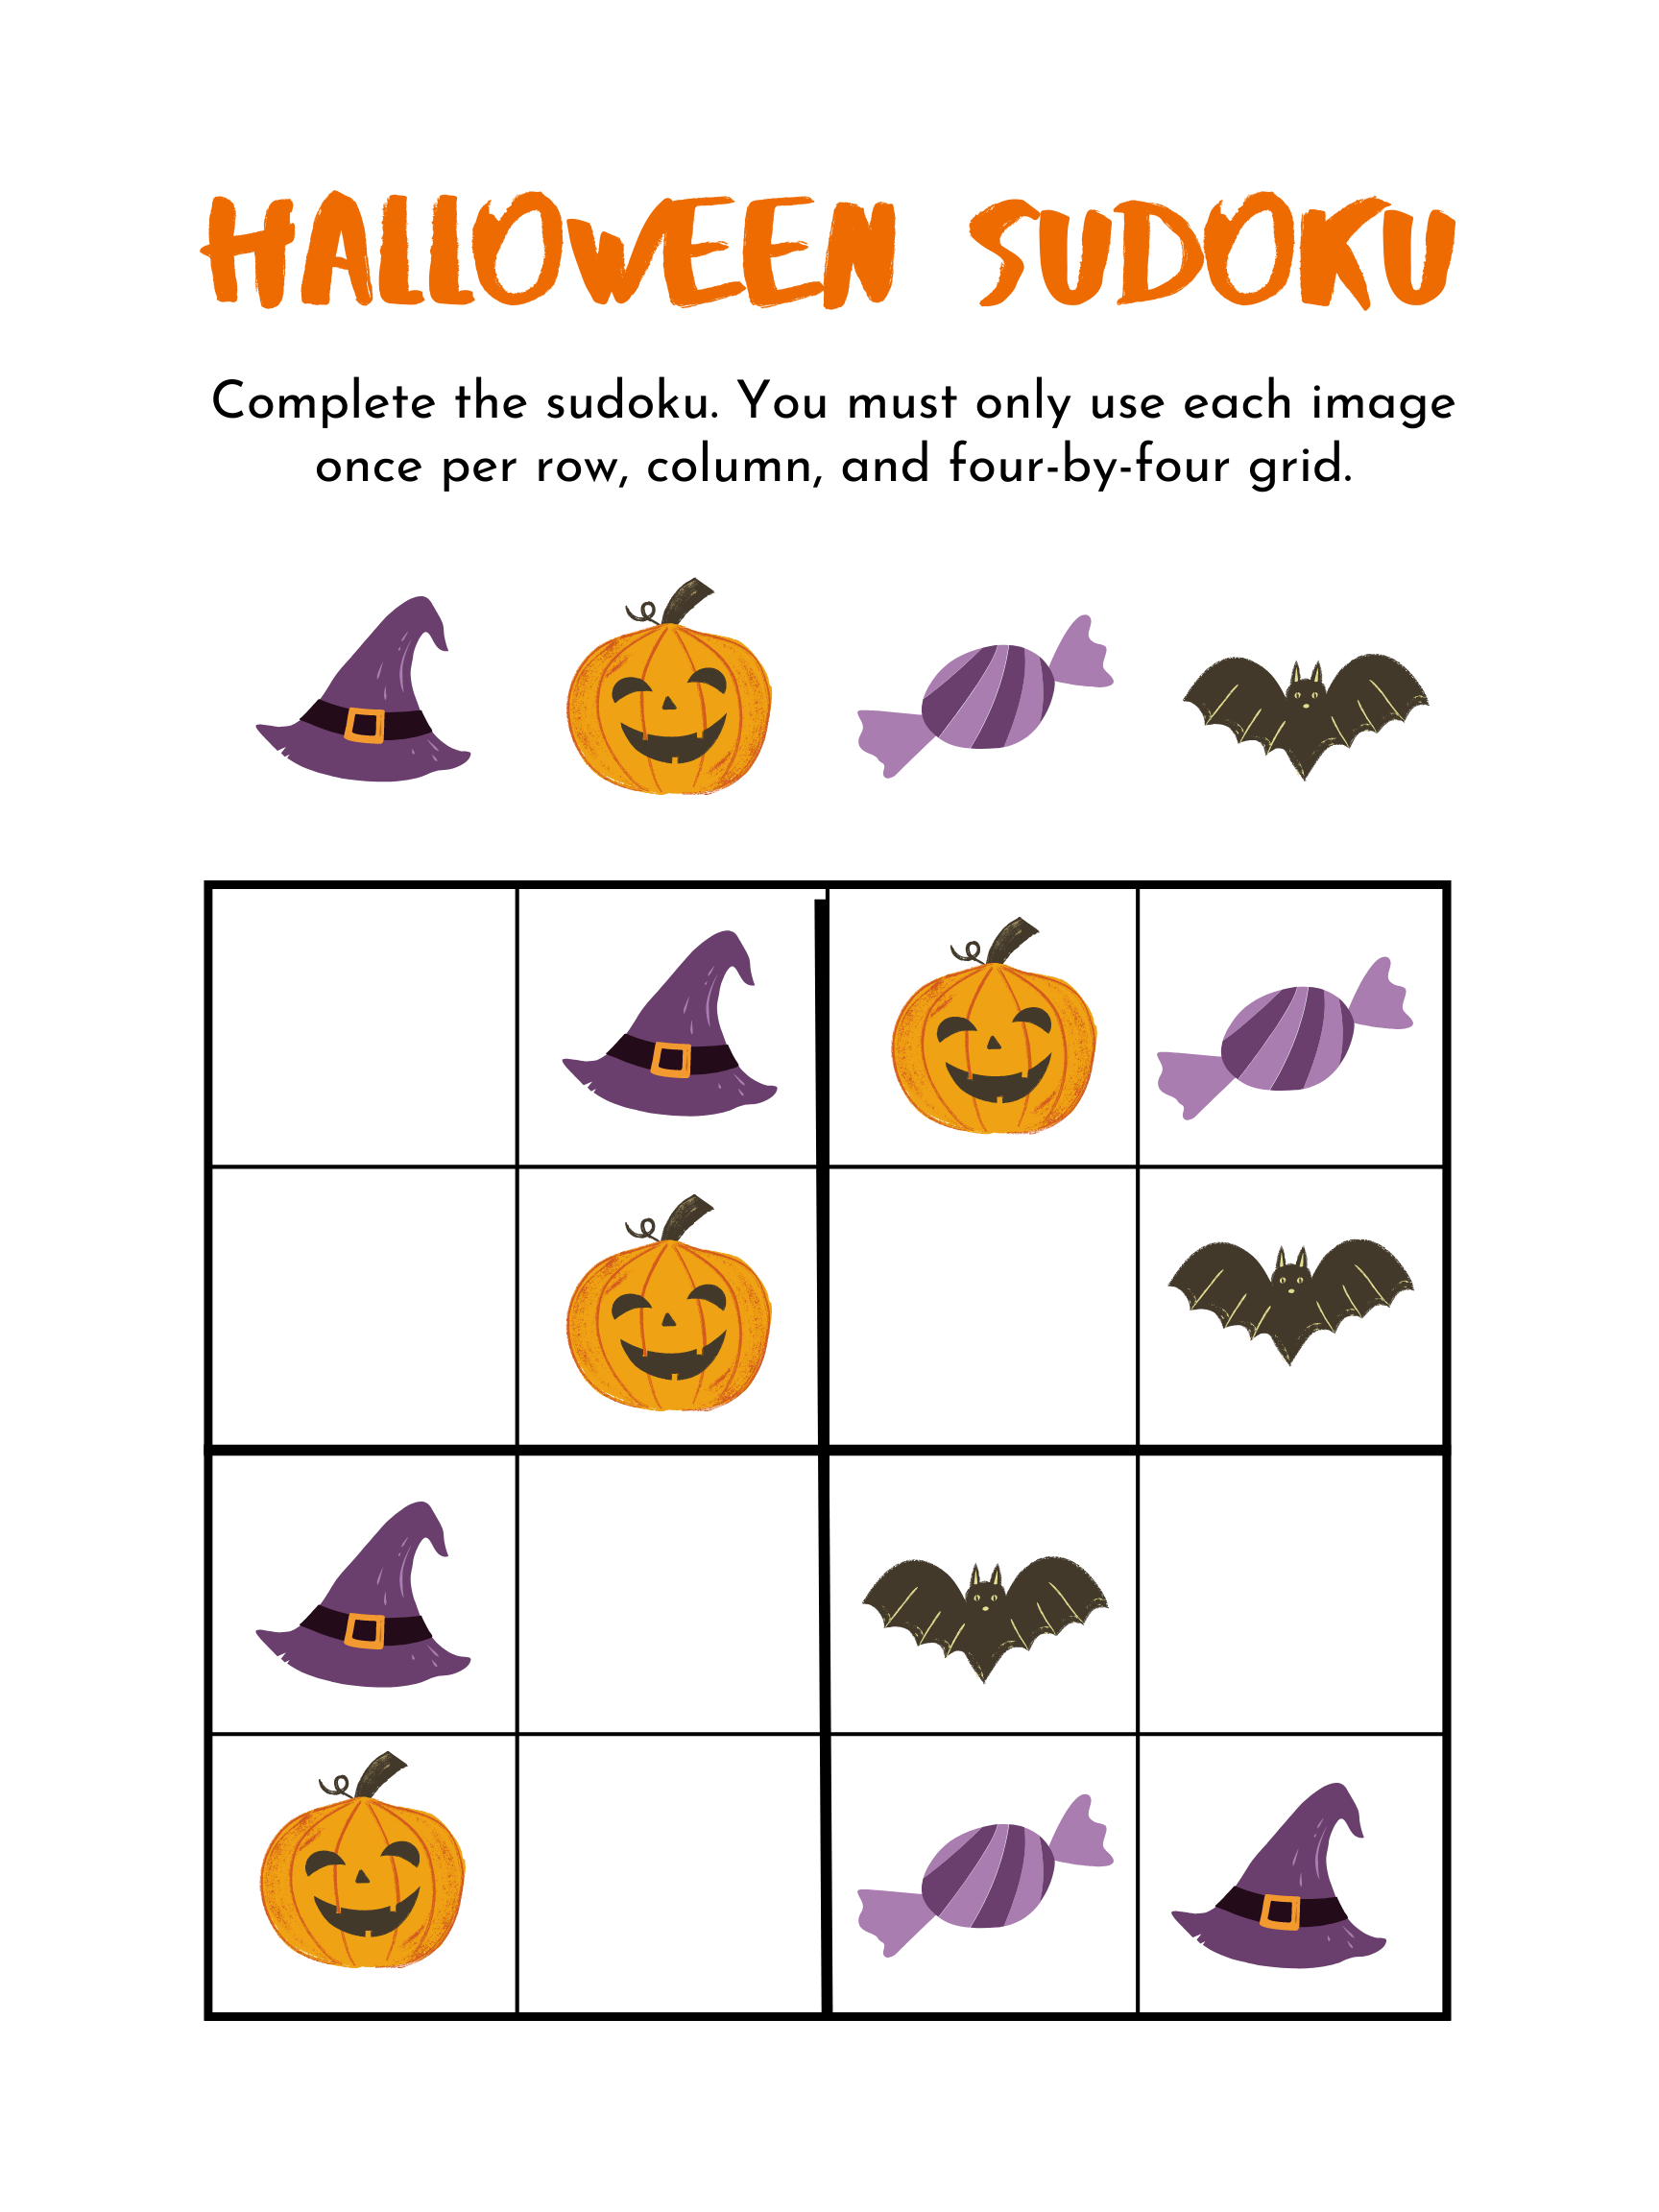 HALLOWEEN SUDOKU
Complete the sudoku. You must only use each image
once per row, column, and four-by-four grid.